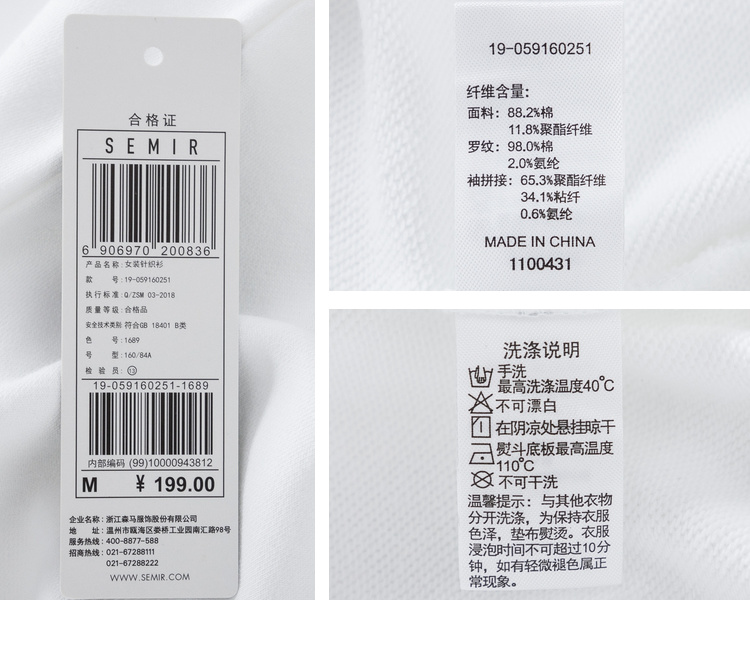 合格证
SEMIR
6 906970 200836
产品名称:女装针织衫
款 号:19-059160251
执行标准:Q/ZSM 03-2018
质量等级:合格品
安全技术类别 符合GB 18401 B类
色 号:1689
号 型:160/84A
检 验 员:⑬
19-059160251-1689
内部编码 (99)10000943812
M ¥ 199.00
企业名称:浙江森马服饰股份有限公司
地 址:温州市瓯海区娄桥工业园南汇路98号
服务热线:400-8877-588
招商热线:021-67288111
021-67288222
WWW.SEMIR.COM
19-059160251
纤维含量:
面料: 88.2%棉
11.8%聚酯纤维
罗纹: 98.0%棉
2.0%氨纶
袖拼接: 65.3%聚酯纤维
34.1%粘纤
0.6%氨纶
MADE IN CHINA
1100431
洗涤说明
手洗
最高洗涤温度40℃
不可漂白
在阴凉处悬挂晾干
熨斗底板最高温度
110℃
不可干洗
温馨提示: 与其他衣物
分开洗涤, 为保持衣服
色泽, 垫布熨烫。衣服
浸泡时间不可超过10分
钟, 如有轻微褪色属正
常现象。